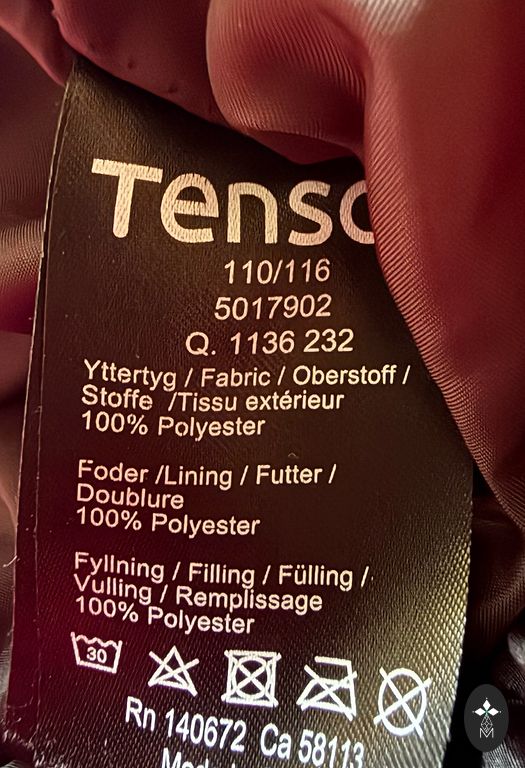 Tenso
110/116
5017902
Q. 1136 232
Yttertyg / Fabric / Oberstoff /
Stoffe /Tissu extérieur
100% Polyester
Foder /Lining / Futter /
Doublure
100% Polyester
Fyllning / Filling / Fülling /
Vulling / Remplissage
100% Polyester
30
Rn 140672 Ca 58113